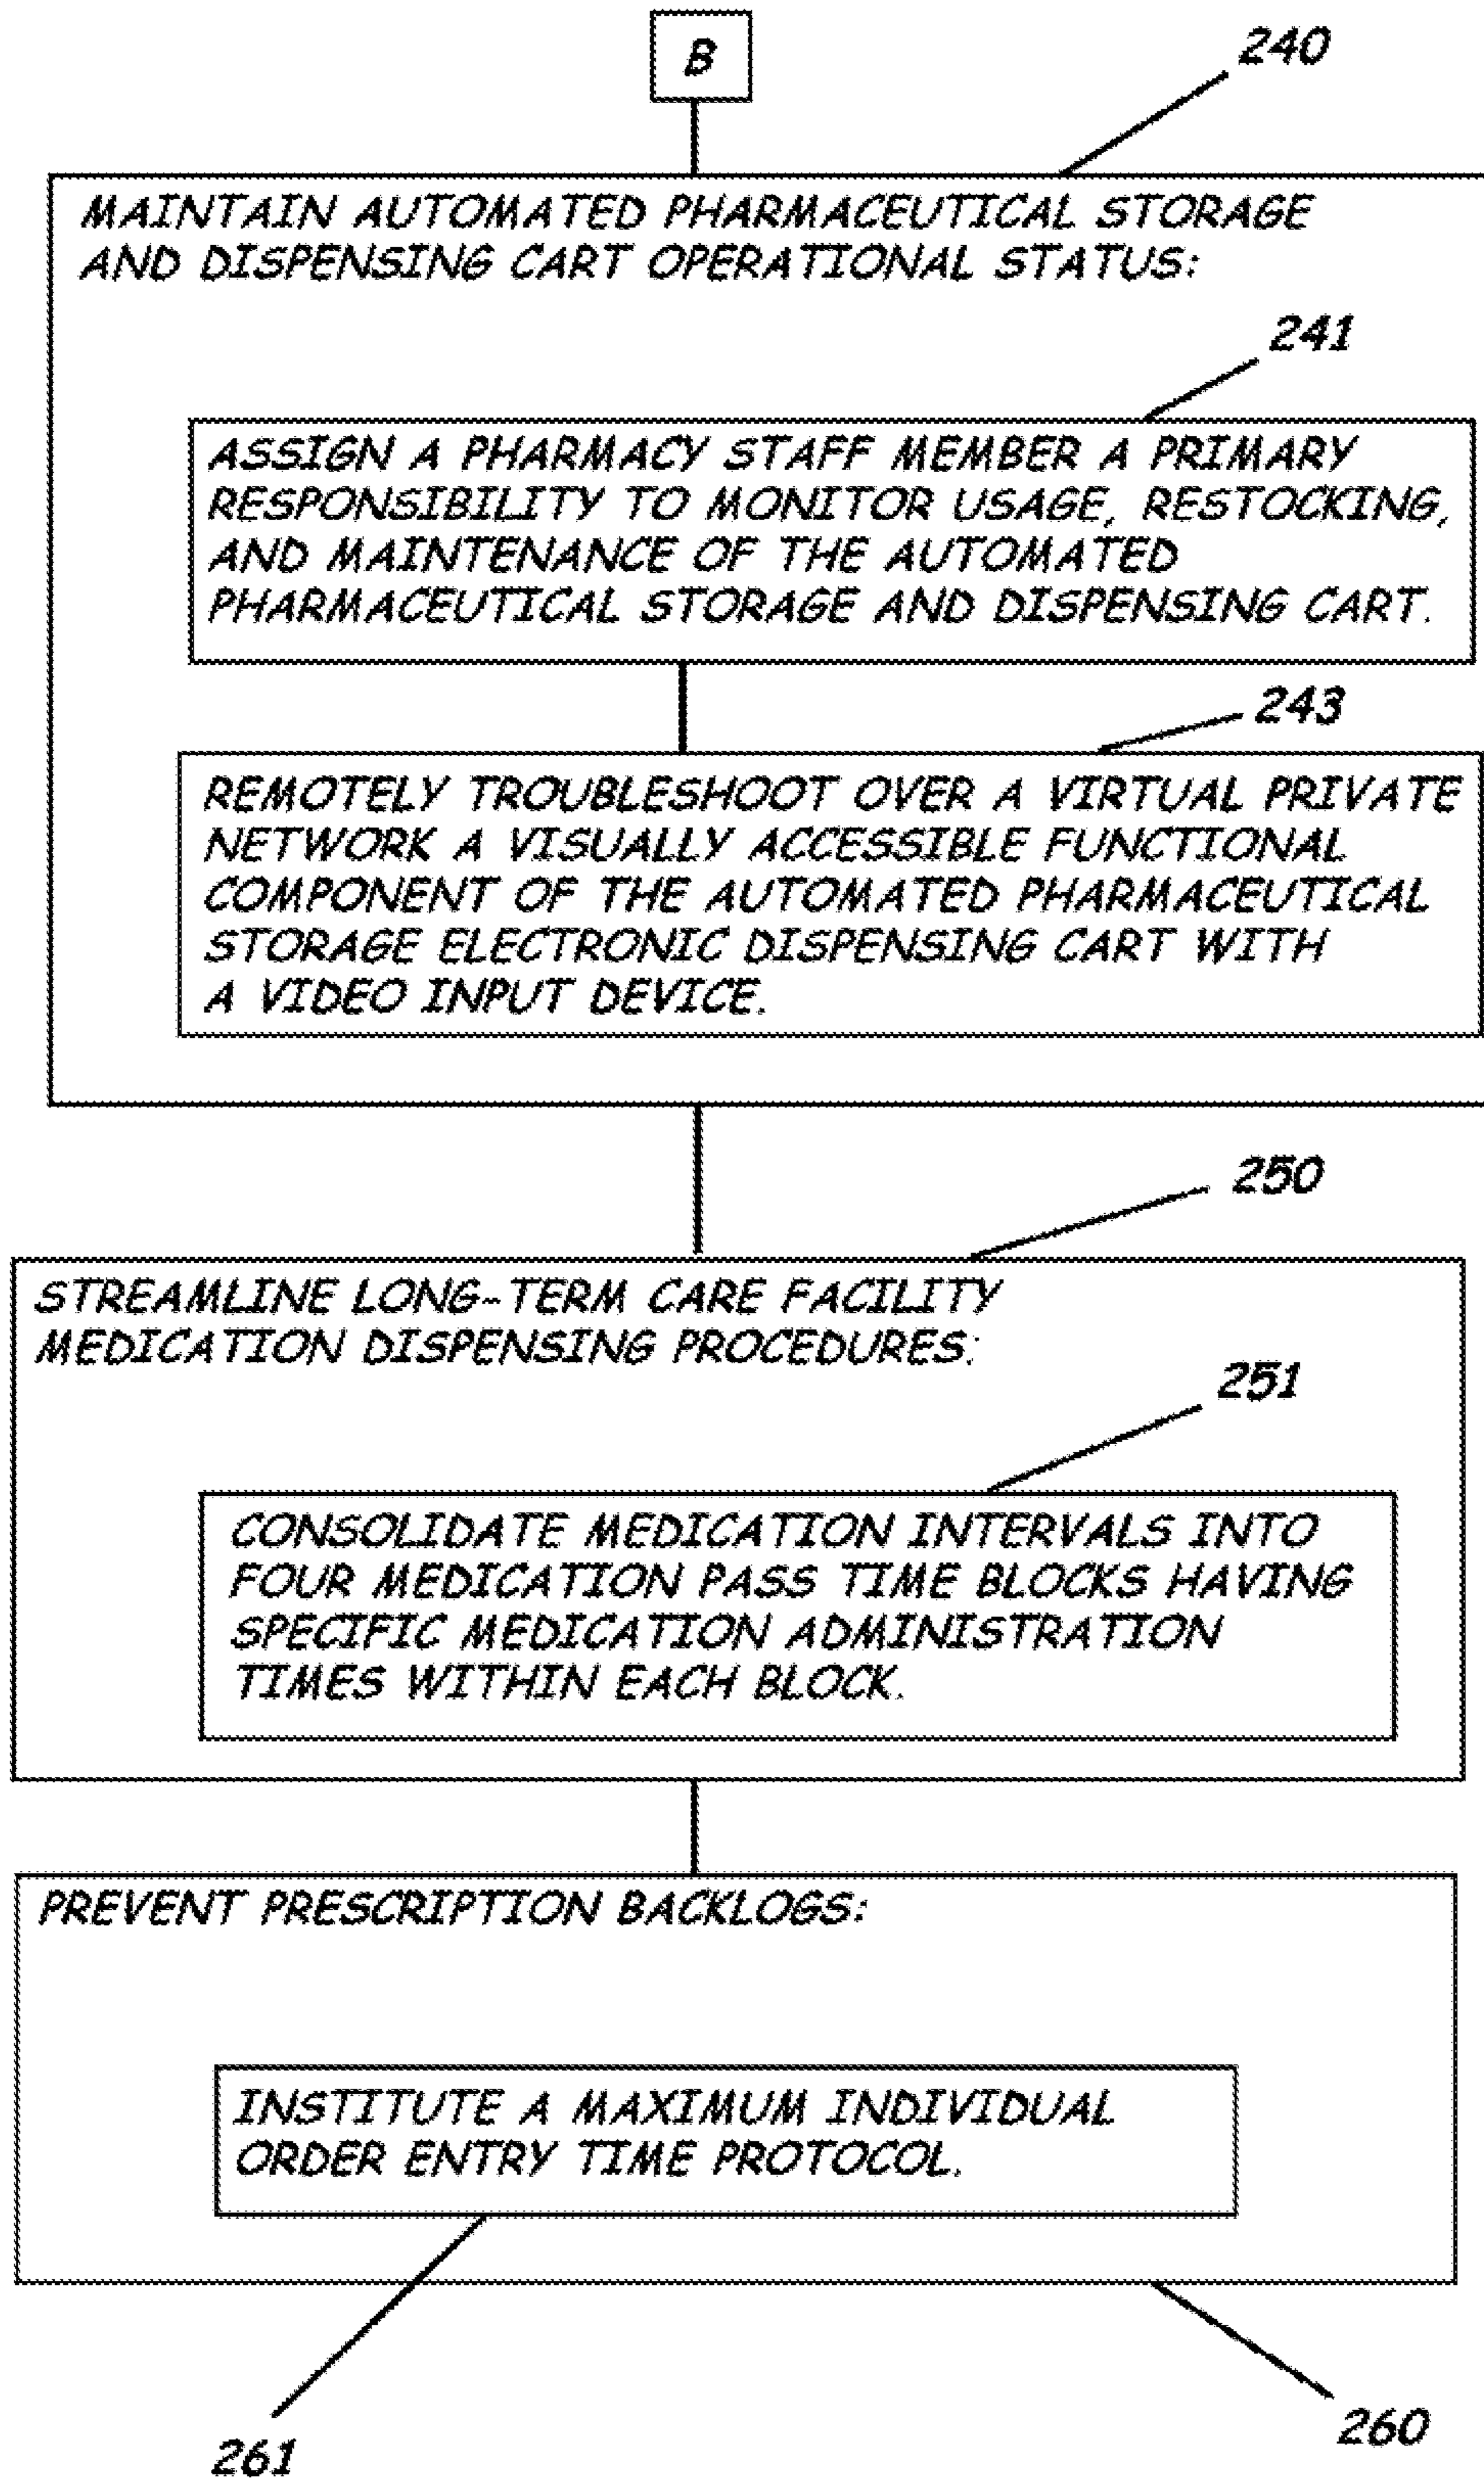 B
240
MAINTAIN AUTOMATED PHARMACEUTICAL STORAGE
AND DISPENSING CART OPERATIONAL STATUS:
241
ASSIGN A PHARMACY STAFF MEMBER A PRIMARY
RESPONSIBILITY TO MONITOR USAGE, RESTOCKING,
AND MAINTENANCE OF THE AUTOMATED
PHARMACEUTICAL STORAGE AND DISPENSING CART.
243
REMOTELY TROUBLESHOOT OVER A VIRTUAL PRIVATE
NETWORK A VISUALLY ACCESSIBLE FUNCTIONAL
COMPONENT OF THE AUTOMATED PHARMACEUTICAL
STORAGE ELECTRONIC DISPENSING CART WITH
A VIDEO INPUT DEVICE.
250
STREAMLINE LONG-TERM CARE FACILITY
MEDICATION DISPENSING PROCEDURES:
251
CONSOLIDATE MEDICATION INTERVALS INTO
FOUR MEDICATION PASS TIME BLOCKS HAVING
SPECIFIC MEDICATION ADMINISTRATION
TIMES WITHIN EACH BLOCK.
PREVENT PRESCRIPTION BACKLOGS:
INSTITUTE A MAXIMUM INDIVIDUAL
ORDER ENTRY TIME PROTOCOL.
261
260